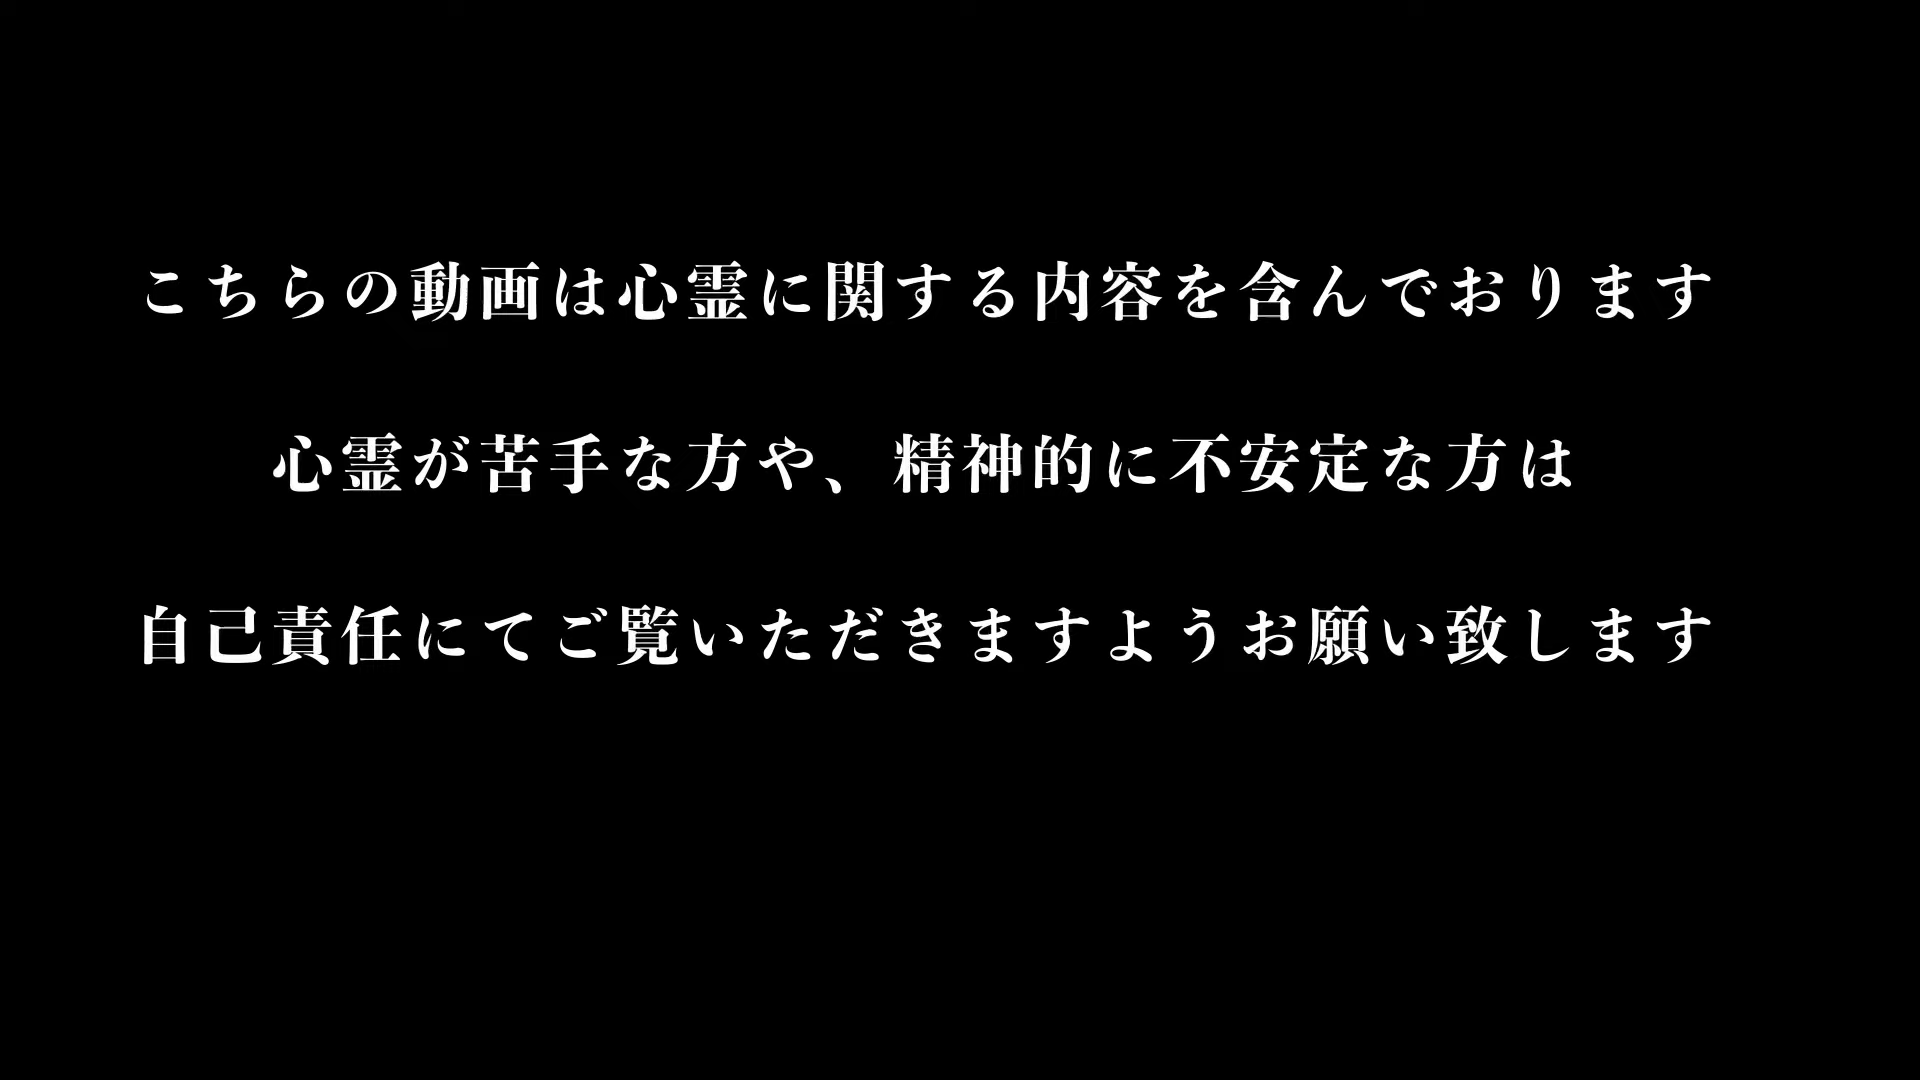 こちらの動画は心霊に関する内容を含んでおります
心霊が苦手な方や、精神的に不安定な方は
自己責任にてご覧いただきますようお願い致します